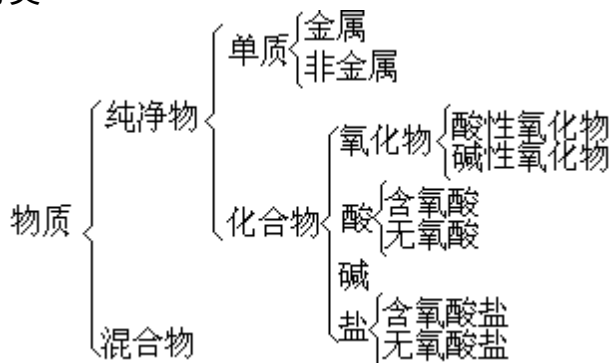 单质
金属
非金属
纯净物
氧化物
酸性氧化物
碱性氧化物
物质
化合物
酸
含氧酸
无氧酸
碱
混合物
盐
含氧酸盐
无氧酸盐